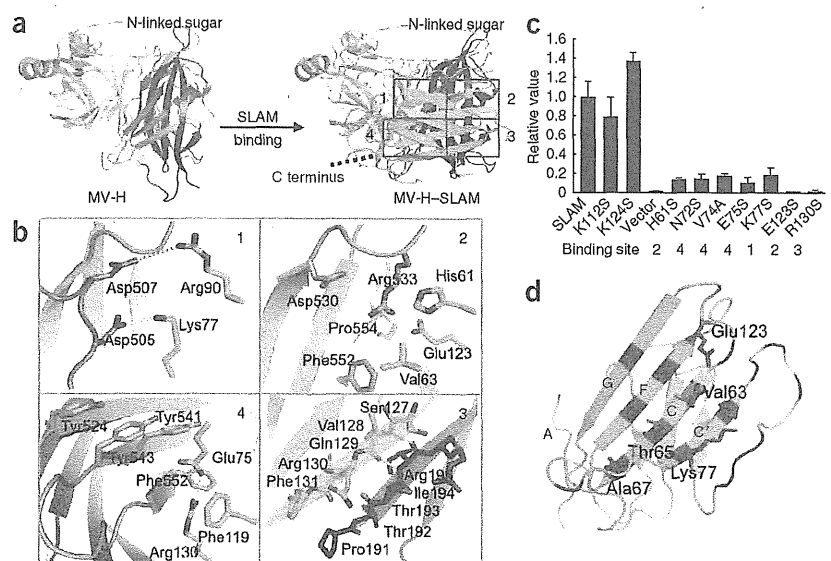 a
N-linked sugar
SLAM
binding
MV-H
N-linked sugar
1
2
4
3
C terminus
MV-H–SLAM
b
1
Asp507
Arg90
Asp505
Lys77
2
Asp530
Arg533
His61
Pro554
Glu123
Phe552
Val63
4
Tyr524
Tyr541
Tyr543
Glu75
Phe552
Phe119
Arg130
3
Ser127
Val128
Gln129
Arg130
Phe131
Ile194
Thr193
Thr192
Pro191
c
Relative value
1.6
1.4
1.2
1.0
0.8
0.6
0.4
0.2
0
SLAM
K112S
K124S
Vector
H61S
N72S
V74A
E75S
K77S
E123S
R130S
Binding site
2 4 4 4 1 2 3
d
Glu123
G
F
C
Val63
C′
A
Thr65
Lys77
Ala67